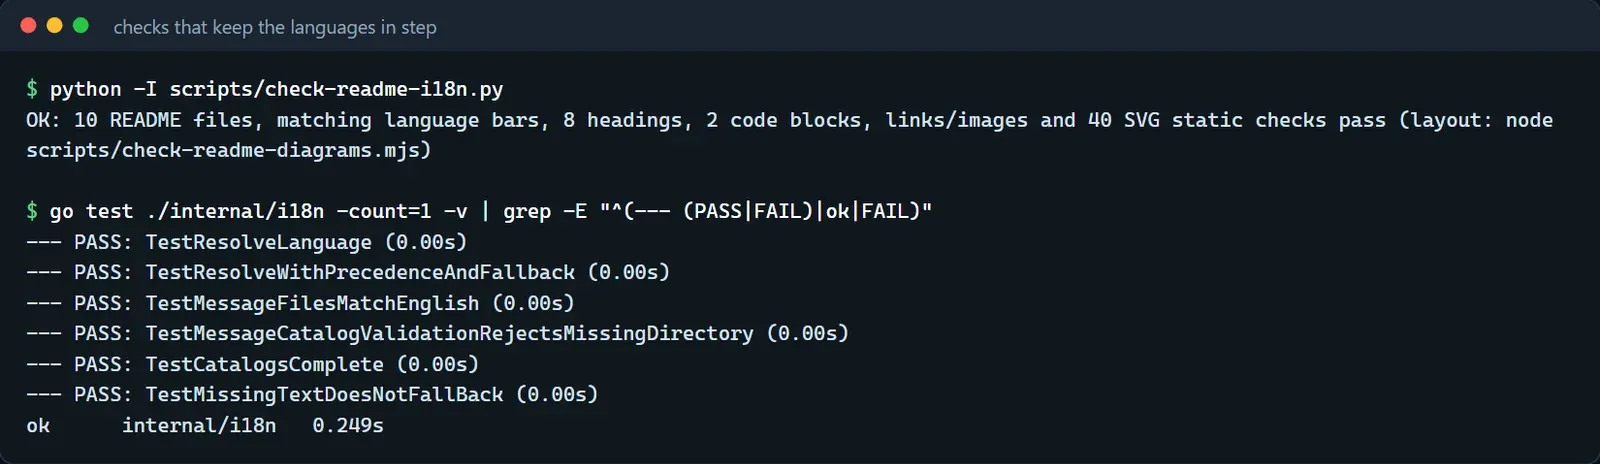 checks that keep the languages in step
$ python -I scripts/check-readme-i18n.py
OK: 10 README files, matching language bars, 8 headings, 2 code blocks, links/images and 40 SVG static checks pass (layout: node
scripts/check-readme-diagrams.mjs)
$ go test ./internal/i18n -count=1 -v | grep -E "^(--- (PASS|FAIL)|ok|FAIL)"
--- PASS: TestResolveLanguage (0.00s)
--- PASS: TestResolveWithPrecedenceAndFallback (0.00s)
--- PASS: TestMessageFilesMatchEnglish (0.00s)
--- PASS: TestMessageCatalogValidationRejectsMissingDirectory (0.00s)
--- PASS: TestCatalogsComplete (0.00s)
--- PASS: TestMissingTextDoesNotFallBack (0.00s)
ok      internal/i18n   0.249s